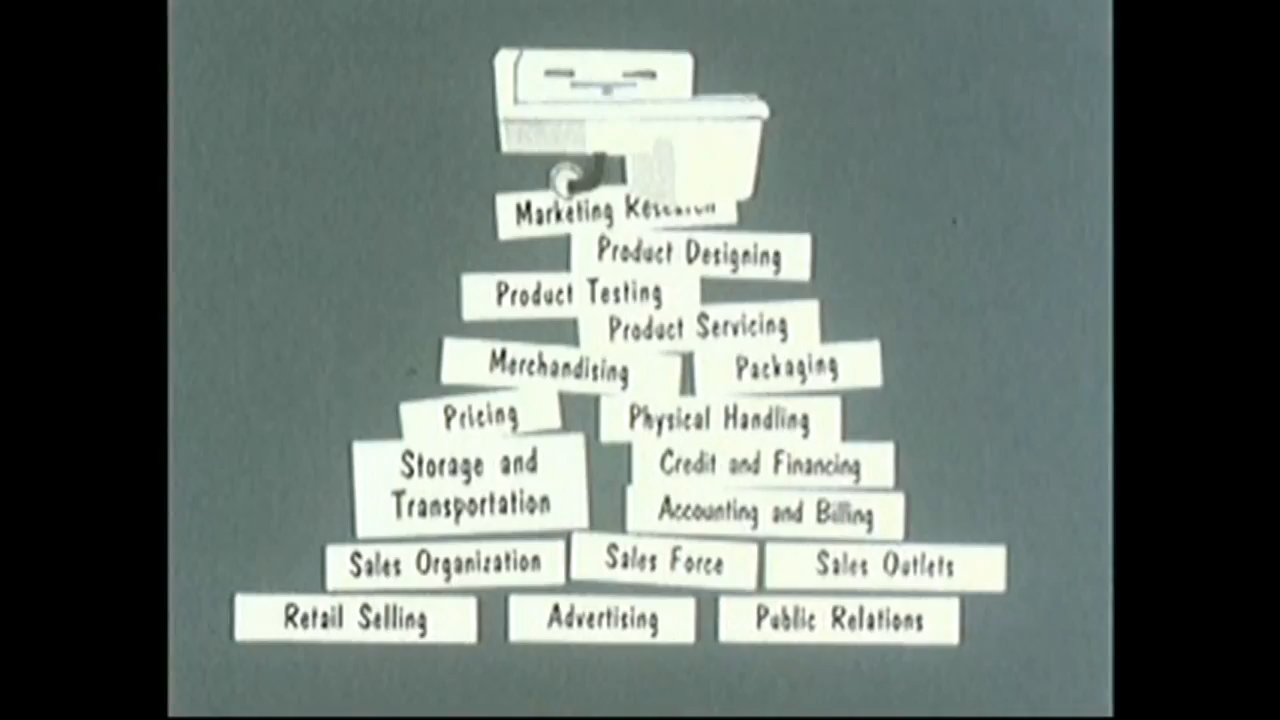 Marketing Research
Product Designing
Product Testing
Product Servicing
Merchandising
Packaging
Pricing
Physical Handling
Storage and
Transportation
Credit and Financing
Accounting and Billing
Sales Organization
Sales Force
Sales Outlets
Retail Selling
Advertising
Public Relations